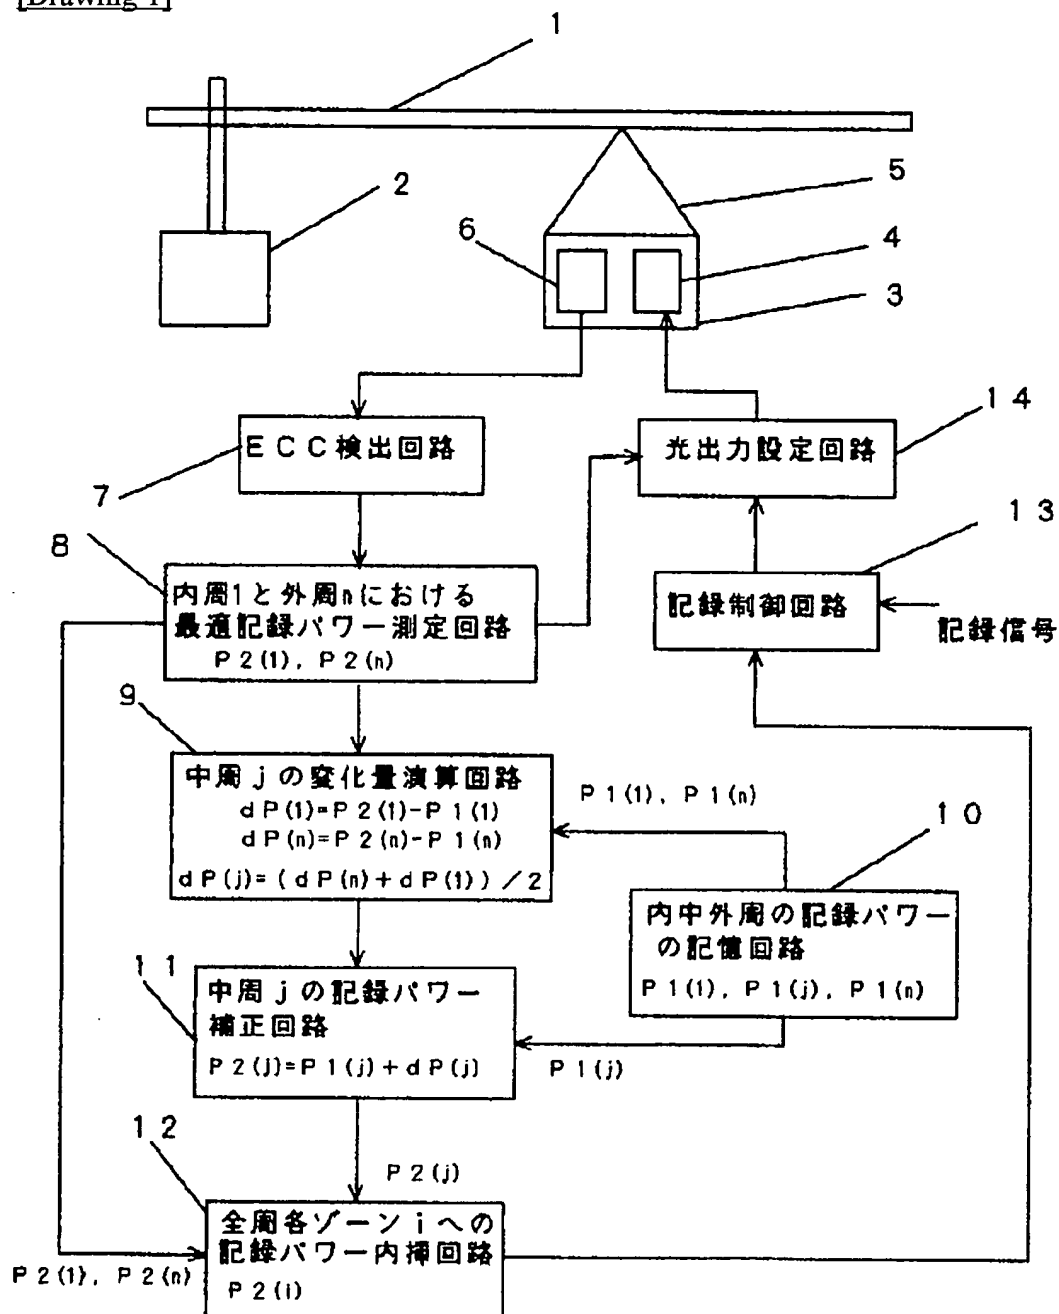 [Drawing 1]
1
2
5
6
4
3
14
ECC検出回路
光出力設定回路
7
13
8
内周1と外周nにおける
最適記録パワー測定回路
P2(1), P2(n)
記録制御回路
記録信号
9
中周jの変化量演算回路
dP(1)=P2(1)-P1(1)
dP(n)=P2(n)-P1(n)
dP(j)=(dP(n)+dP(1))/2
P1(1), P1(n)
10
内中外周の記録パワー
の記憶回路
P1(1), P1(j), P1(n)
11
中周jの記録パワー
補正回路
P2(j)=P1(j)+dP(j)
P1(j)
12
P2(j)
全周各ゾーンiへの
記録パワー内挿回路
P2(i)
P2(1), P2(n)